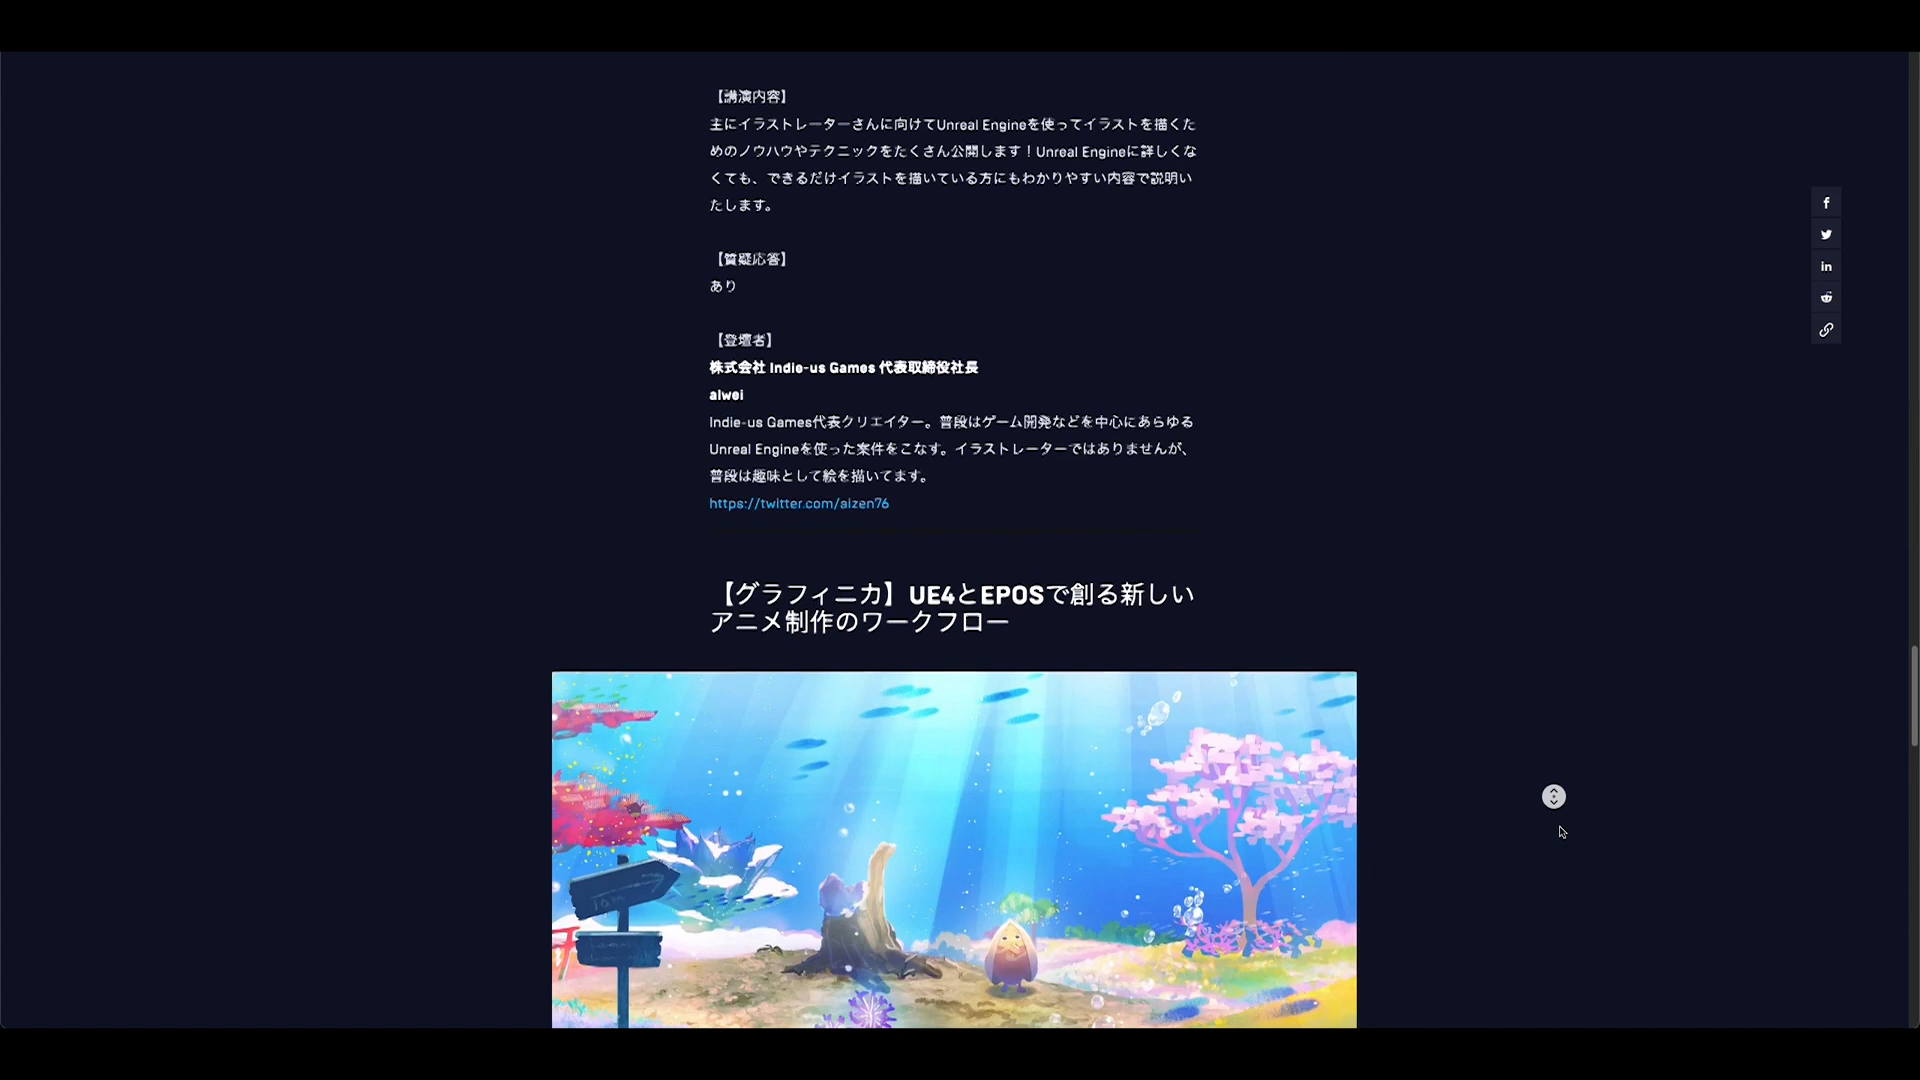 【講演内容】
主にイラストレーターさんに向けてUnreal Engineを使ってイラストを描くた
めのノウハウやテクニックをたくさん公開します！Unreal Engineに詳しくな
くても、できるだけイラストを描いている方にもわかりやすい内容で説明い
たします。
【質疑応答】
あり
【登壇者】
株式会社 Indie-us Games 代表取締役社長
alwei
Indie-us Games代表クリエイター。普段はゲーム開発などを中心にあらゆる
Unreal Engineを使った案件をこなす。イラストレーターではありませんが、
普段は趣味として絵を描いてます。
https://twitter.com/aizen76
【グラフィニカ】UE4とEPOSで創る新しい
アニメ制作のワークフロー